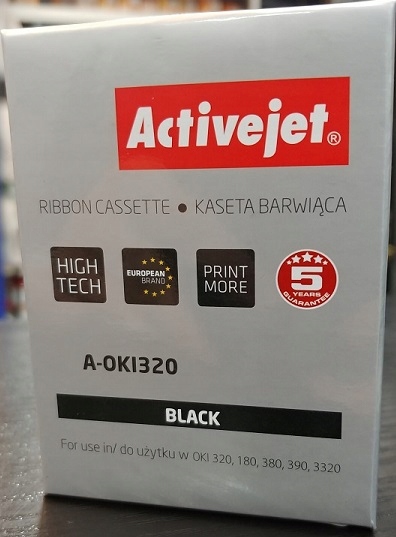 Activejet®
RIBBON CASSETTE ● KASETA BARWIĄCA
HIGH TECH
EUROPEAN BRAND
PRINT MORE
5 YEARS GUARANTEE
A-OKI320
BLACK
For use in/ do użytku w OKI 320, 180, 380, 390, 3320